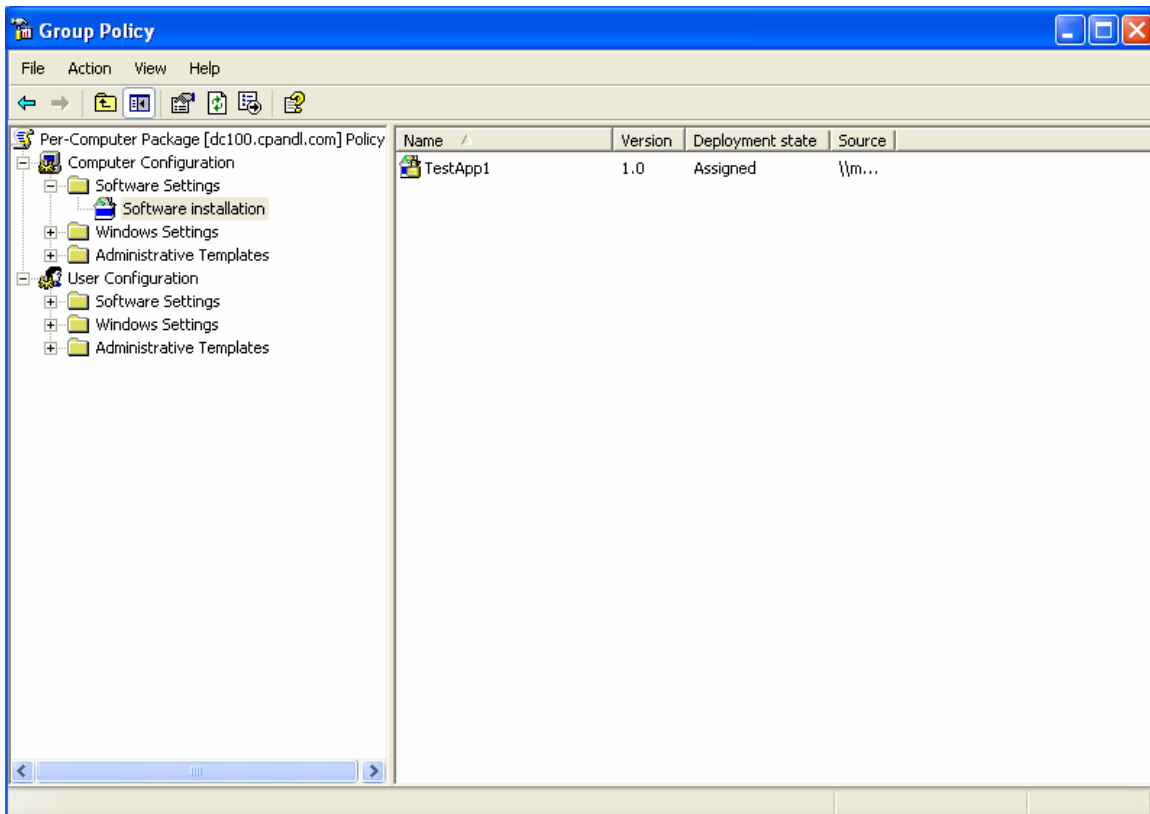 Group Policy
File Action View Help
Per-Computer Package [dc100.cpandl.com] Policy
Computer Configuration
Software Settings
Software installation
Windows Settings
Administrative Templates
User Configuration
Software Settings
Windows Settings
Administrative Templates
Name Version Deployment state Source
TestApp1 1.0 Assigned \\m...